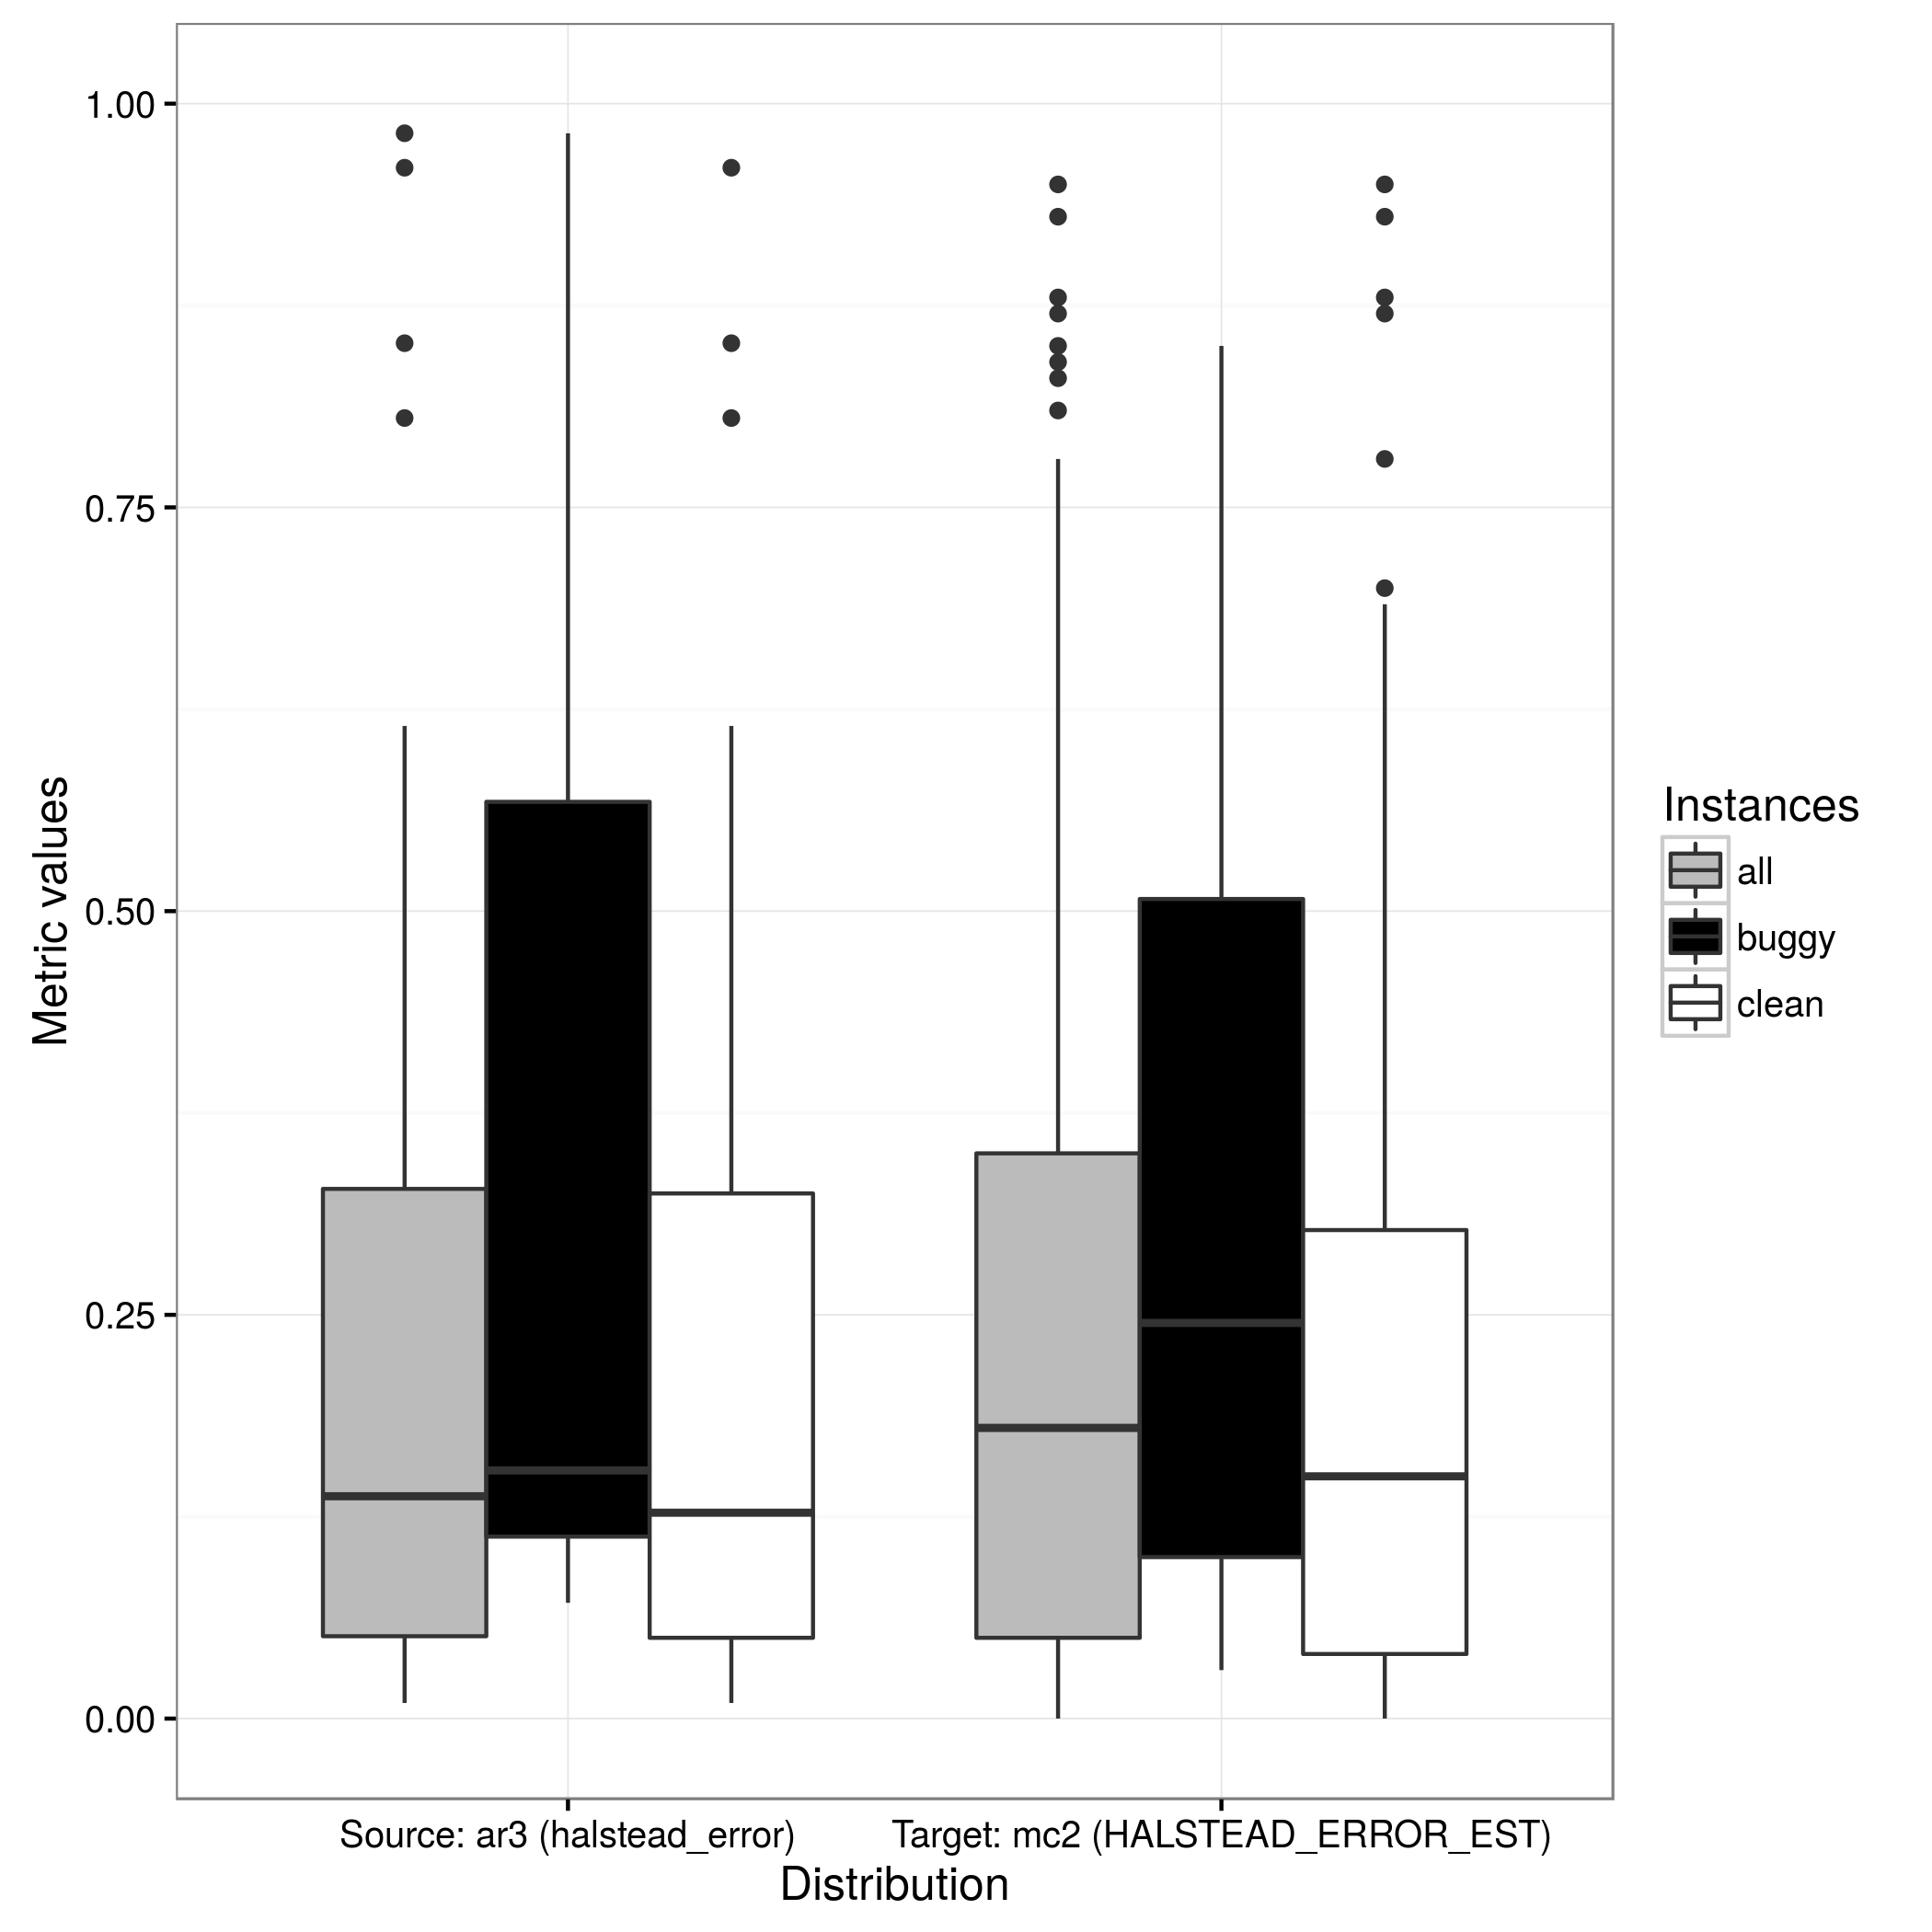 Metric values
1.00
0.75
0.50
0.25
0.00
Source: ar3 (halstead_error)
Target: mc2 (HALSTEAD_ERROR_EST)
Distribution
Instances
all
buggy
clean